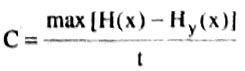 C = max [H(x) − H_y(x)] / t